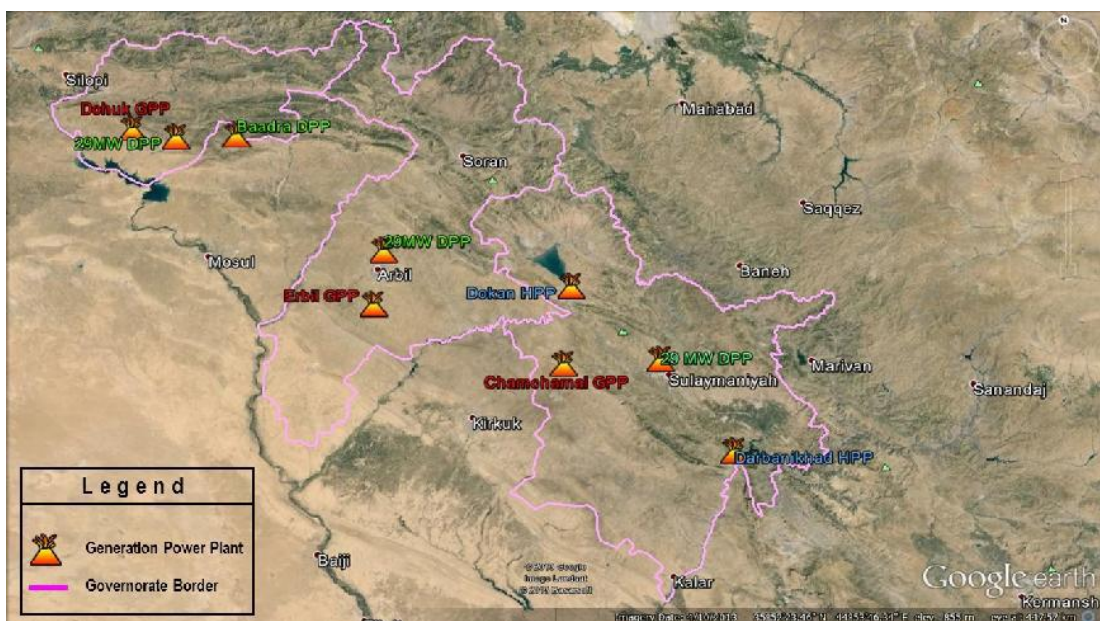 Silopi
Mahabad
Dohuk GPP
Baadra DPP
29MW DPP
Soran
Saqqez
29MW DPP
Mosul
Arbil
Baneh
Erbil GPP
Dokan HPP
29 MW DPP
Chamchamal GPP
Sulaymaniyah
Marivan
Sanandaj
Kirkuk
Darbanikhad HPP
Legend
Generation Power Plant
Governorate Border
Baiji
Kalar
Google earth
Kermansh